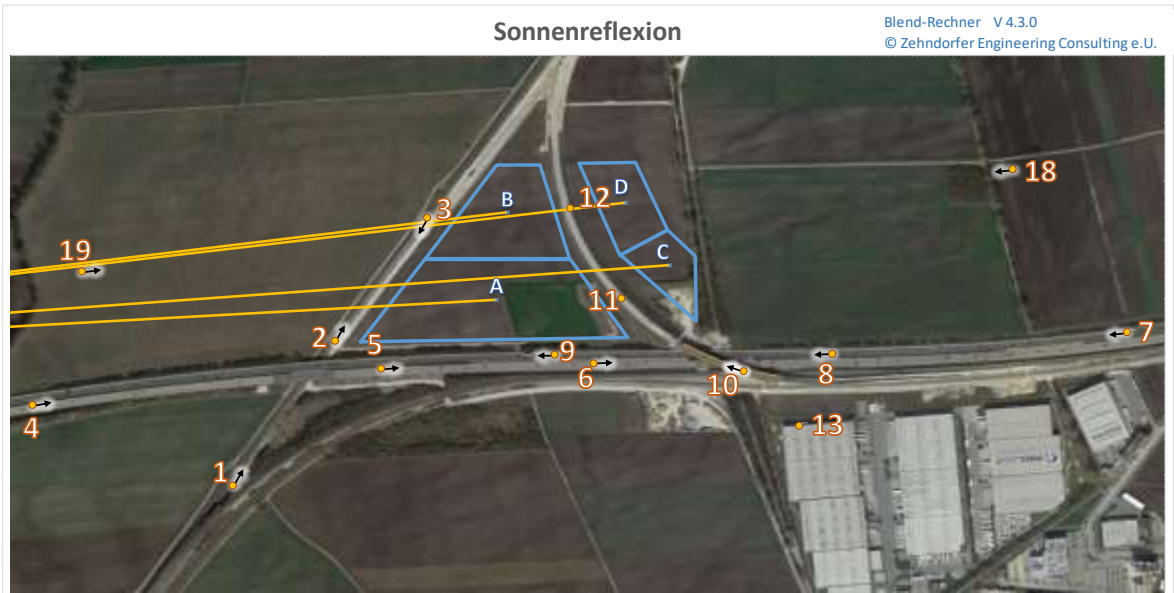 Sonnenreflexion
Blend-Rechner V 4.3.0
© Zehndorfer Engineering Consulting e.U.
18
3
B
12
D
19
A
C
11
2
5
9
6
7
8
10
4
13
1